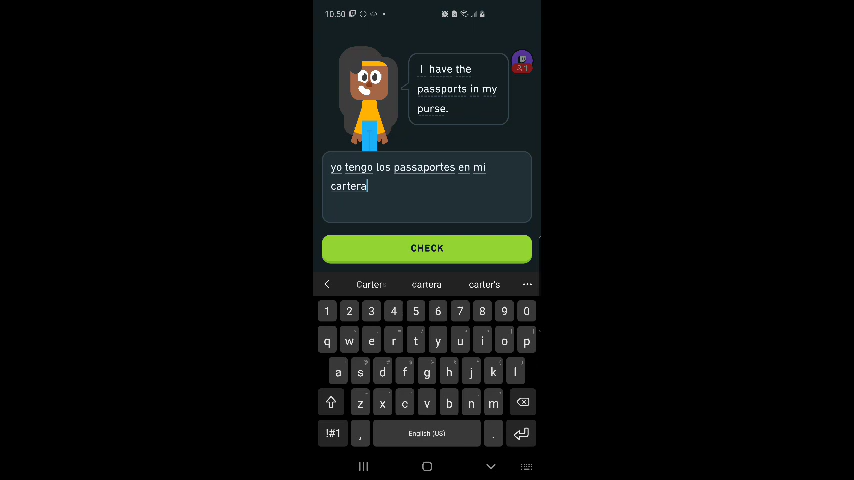 10.50
I have the
passports in my
purse.
yo tengo los passaportes en mi
cartera
CHECK
Carter cartera carter's
1 2 3 4 5 6 7 8 9 0
q w e r t y u i o p
a s d f g h j k l
z x c v b n m
!#1 , English (US) .